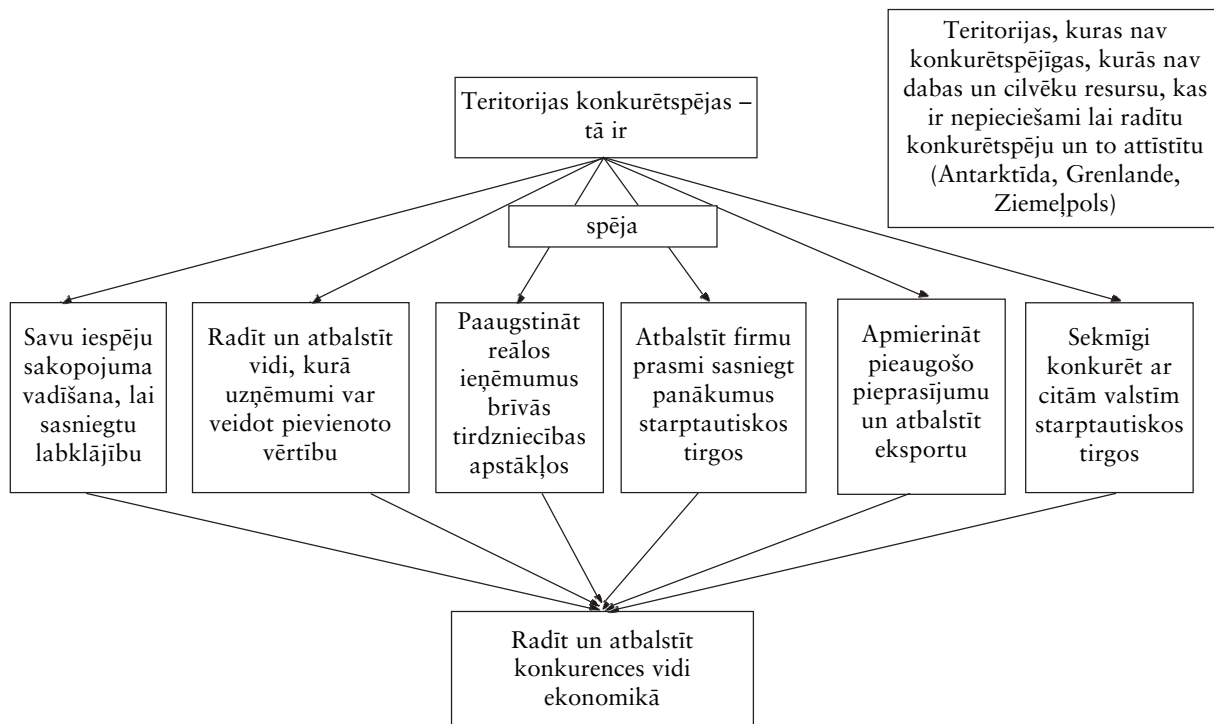 Teritorijas, kuras nav
konkurētspējīgas, kurās nav
dabas un cilvēku resursu, kas
ir nepieciešami lai radītu
konkurētspēju un to attīstītu
(Antarktīda, Grenlande,
Ziemeļpols)
Teritorijas konkurētspējas –
tā ir
spēja
Savu iespēju
sakopojuma
vadīšana, lai
sasniegtu
labklājību
Radīt un atbalstīt
vidi, kurā
uzņēmumi var
veidot pievienoto
vērtību
Paaugstināt
reālos
ieņēmumus
brīvās
tirdzniecības
apstākļos
Atbalstīt firmu
prasmi sasniegt
panākumus
starptautiskos
tirgos
Apmierināt
pieaugošo
pieprasījumu
un atbalstīt
eksportu
Sekmīgi
konkurēt ar
citām valstīm
starptautiskos
tirgos
Radīt un atbalstīt
konkurences vidi
ekonomikā